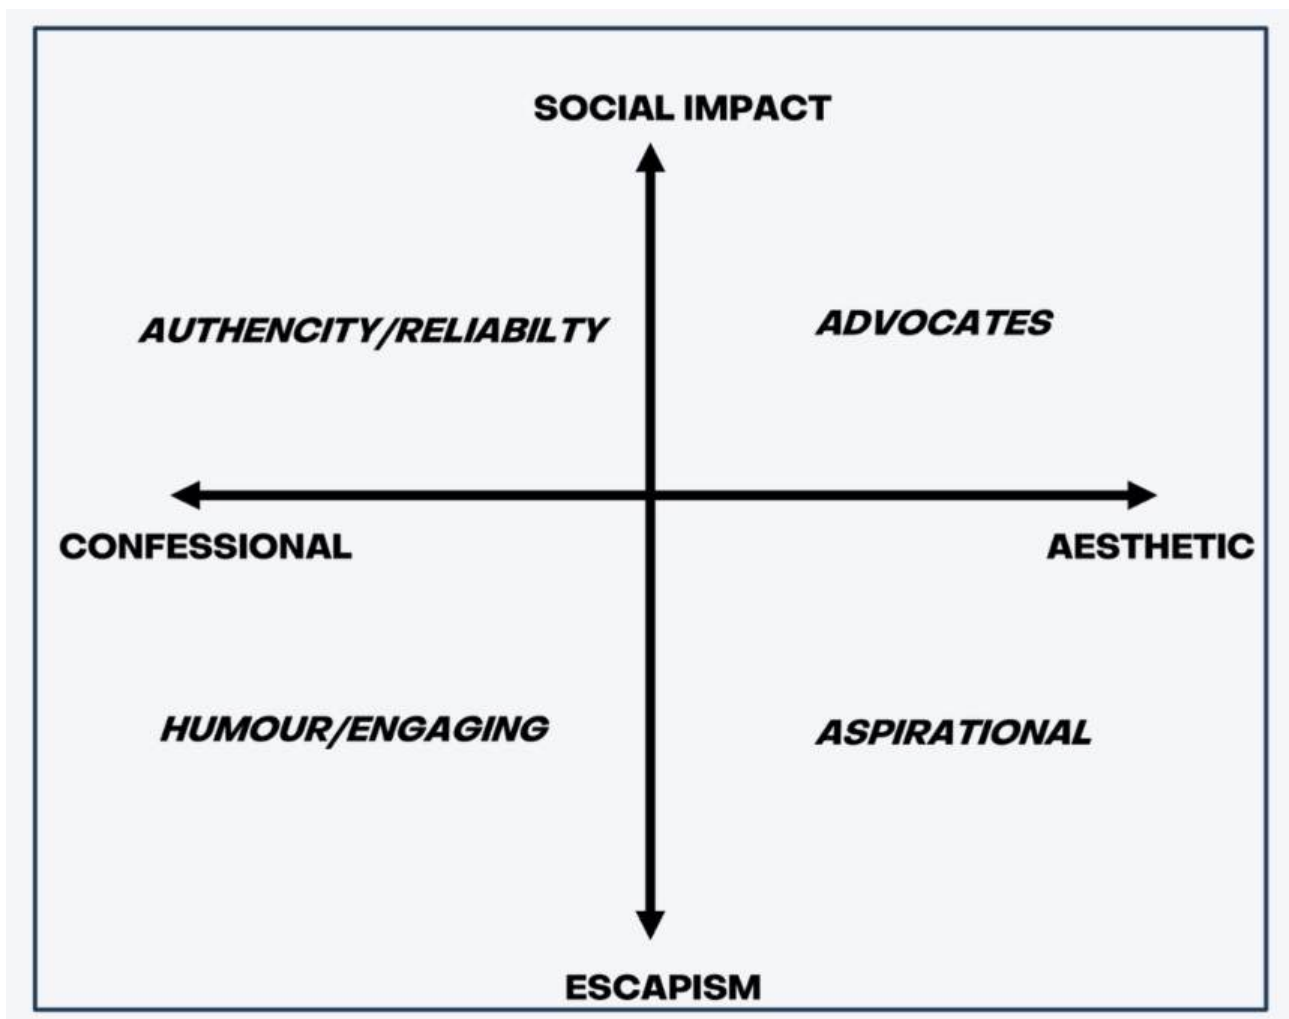 SOCIAL IMPACT
AUTHENCITY/RELIABILTY
ADVOCATES
CONFESSIONAL
AESTHETIC
HUMOUR/ENGAGING
ASPIRATIONAL
ESCAPISM